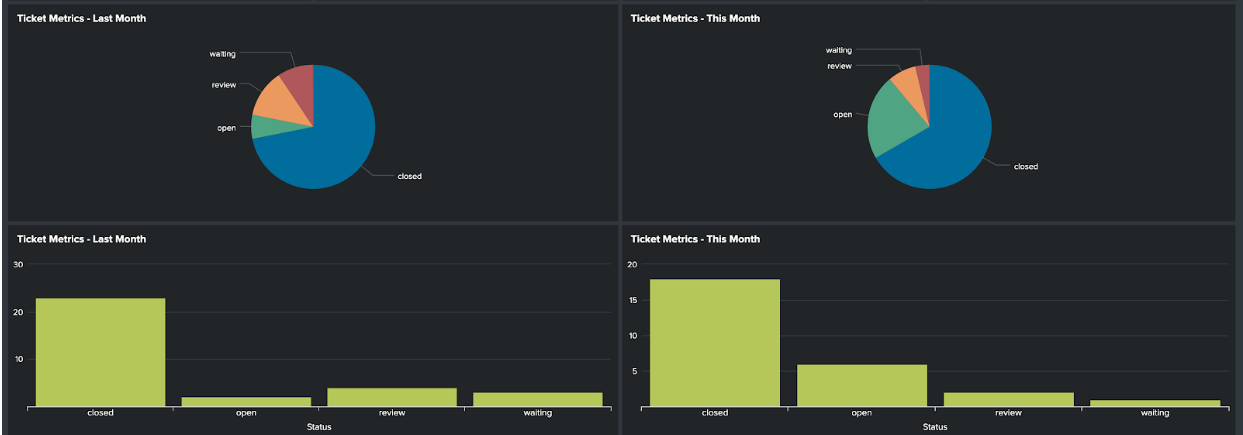 Ticket Metrics - Last Month
waiting
review
open
closed
Ticket Metrics - This Month
waiting
review
open
closed
Ticket Metrics - Last Month
30
20
10
closed open review waiting
Status
Ticket Metrics - This Month
20
15
10
5
closed open review waiting
Status